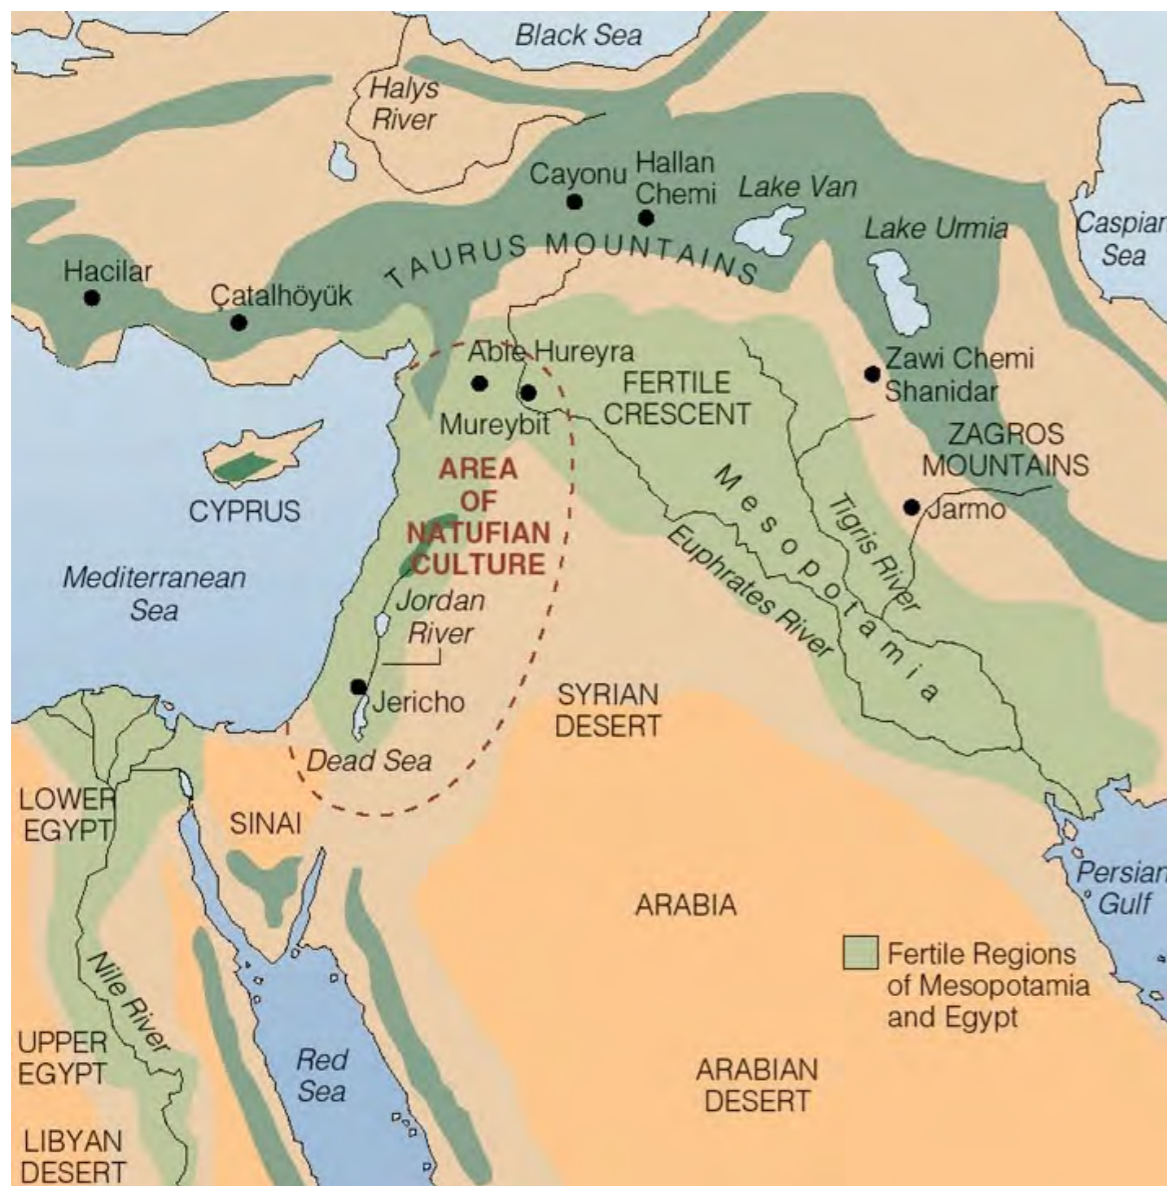 Black Sea
Halys
River
Cayonu
Hallan
Chemi
Lake Van
Lake Urmia
Caspian
Sea
TAURUS MOUNTAINS
Hacilar
Çatalhöyük
Able Hureyra
Mureybit
FERTILE
CRESCENT
Zawi Chemi
Shanidar
ZAGROS
MOUNTAINS
Jarmo
CYPRUS
AREA
OF
NATUFIAN
CULTURE
Mesopotamia
Tigris River
Euphrates River
Mediterranean
Sea
Jordan
River
Jericho
Dead Sea
SYRIAN
DESERT
LOWER
EGYPT
SINAI
ARABIA
Persian
Gulf
Fertile Regions
of Mesopotamia
and Egypt
Nile River
UPPER
EGYPT
Red
Sea
ARABIAN
DESERT
LIBYAN
DESERT